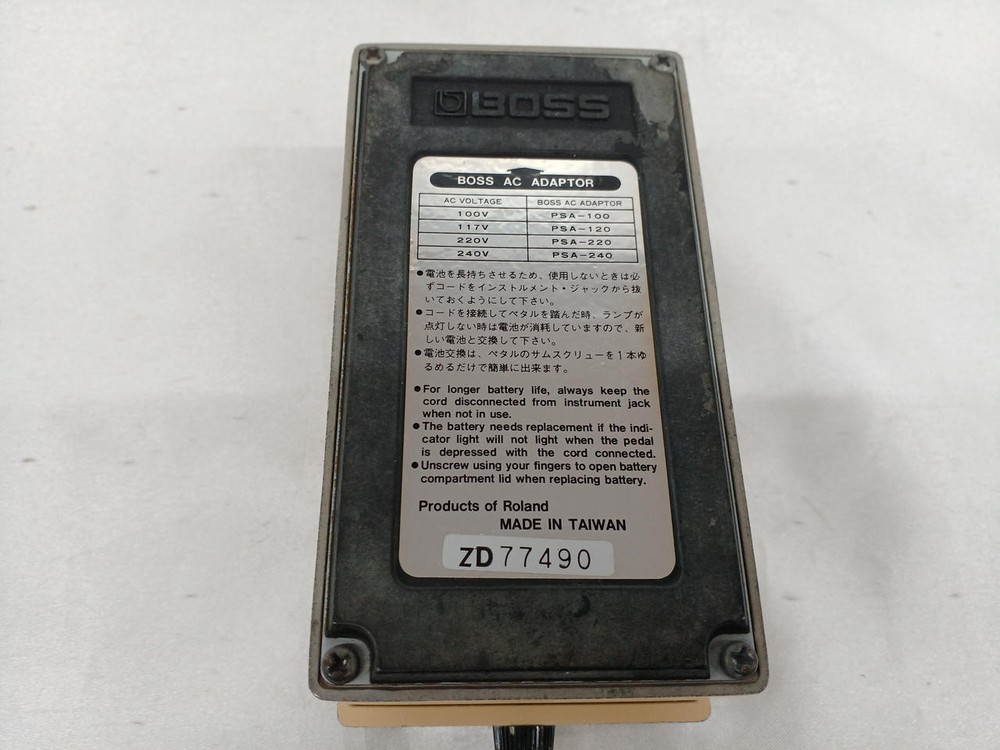 BOSS
BOSS AC ADAPTOR
AC VOLTAGE BOSS AC ADAPTOR
100V PSA-100
117V PSA-120
220V PSA-220
240V PSA-240
●電池を長持ちさせるため、使用しないときは必
ずコードをインストルメント・ジャックから抜
いておくようにして下さい。
●コードを接続してペタルを踏んだ時、ランプが
点灯しない時は電池が消耗していますので、新
しい電池と交換して下さい。
●電池交換は、ペタルのサムスクリューを1本ゆ
るめるだけで簡単に出来ます。
●For longer battery life, always keep the
cord disconnected from instrument jack
when not in use.
●The battery needs replacement if the indi-
cator light will not light when the pedal
is depressed with the cord connected.
●Unscrew using your fingers to open battery
compartment lid when replacing battery.
Products of Roland
MADE IN TAIWAN
ZD77490